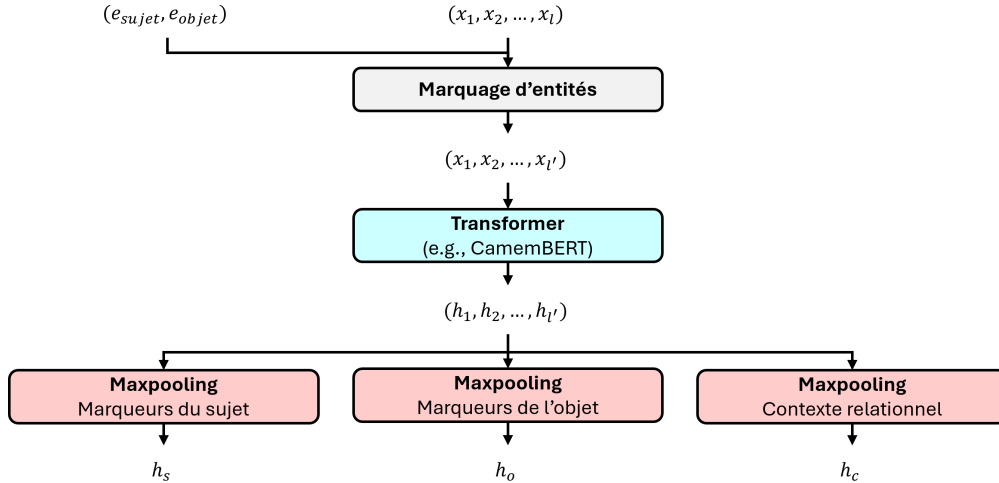 (e_sujet, e_objet)
(x_1, x_2, ..., x_l)
Marquage d'entités
(x_1, x_2, ..., x_l')
Transformer
(e.g., CamemBERT)
(h_1, h_2, ..., h_l')
Maxpooling
Marqueurs du sujet
Maxpooling
Marqueurs de l'objet
Maxpooling
Contexte relationnel
h_s
h_o
h_c